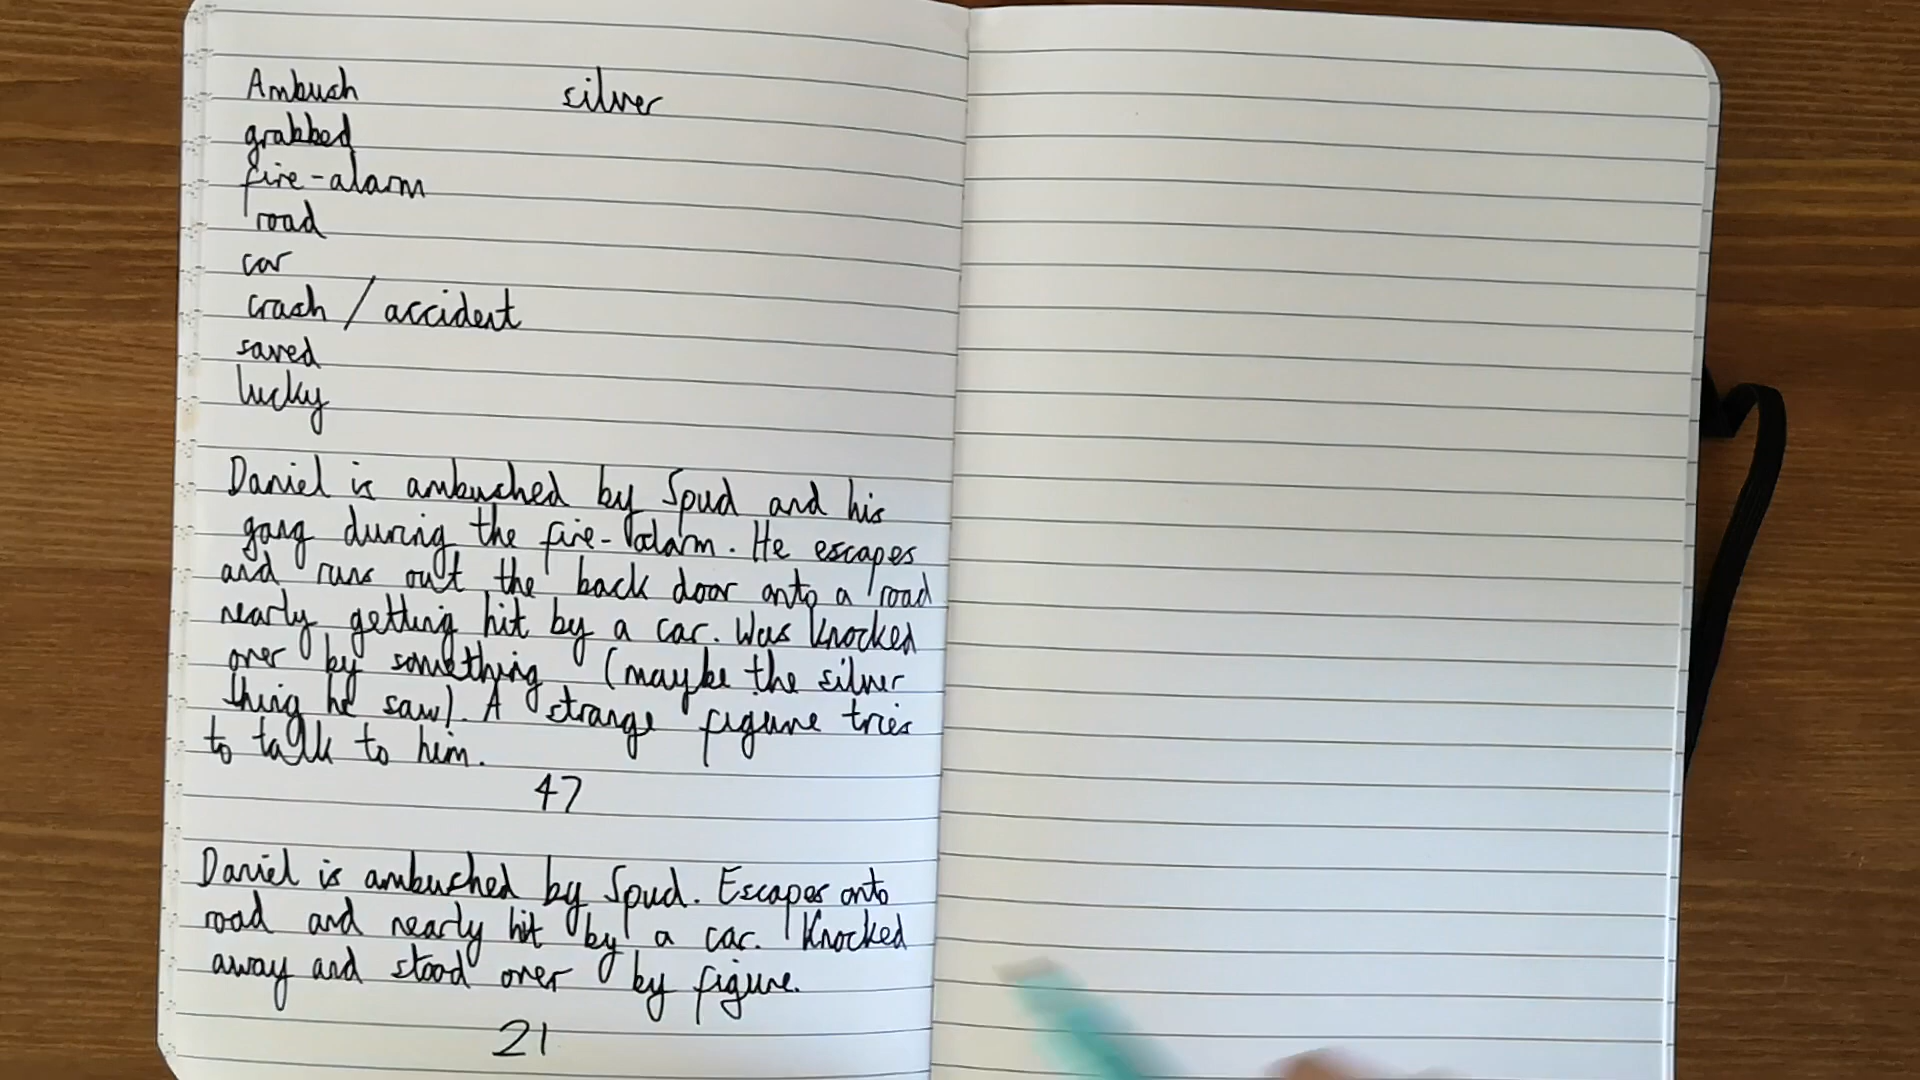 Ambush silver
grabbed
fire-alarm
road
car
crash / accident
saved
lucky
Daniel is ambushed by Spud and his
gang during the fire-alarm. He escapes
and runs out the back door onto a road
nearly getting hit by a car. Was knocked
over by something (maybe the silver
thing he saw). A strange figure tries
to talk to him.
47
Daniel is ambushed by Spud. Escapes onto
road and nearly hit by a car. Knocked
away and stood over by figure.
21